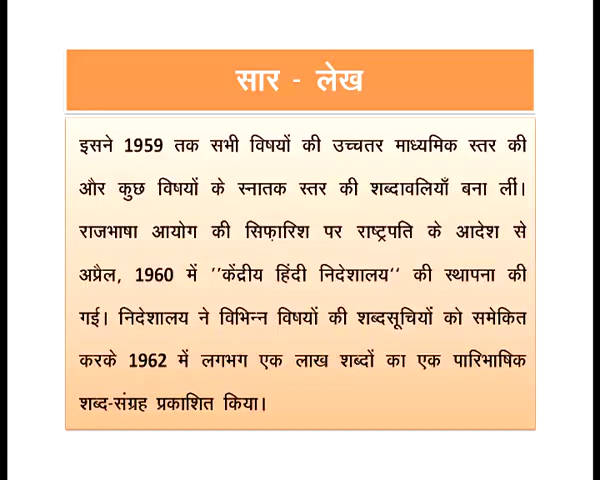 सार - लेख
इसने 1959 तक सभी विषयों की उच्चतर माध्यमिक स्तर की
और कुछ विषयों के स्नातक स्तर की शब्दावलियाँ बना लीं।
राजभाषा आयोग की सिफ़ारिश पर राष्ट्रपति के आदेश से
अप्रैल, 1960 में ’’केंद्रीय हिंदी निदेशालय‘‘ की स्थापना की
गई। निदेशालय ने विभिन्न विषयों की शब्दसूचियों को समेकित
करके 1962 में लगभग एक लाख शब्दों का एक पारिभाषिक
शब्द-संग्रह प्रकाशित किया।